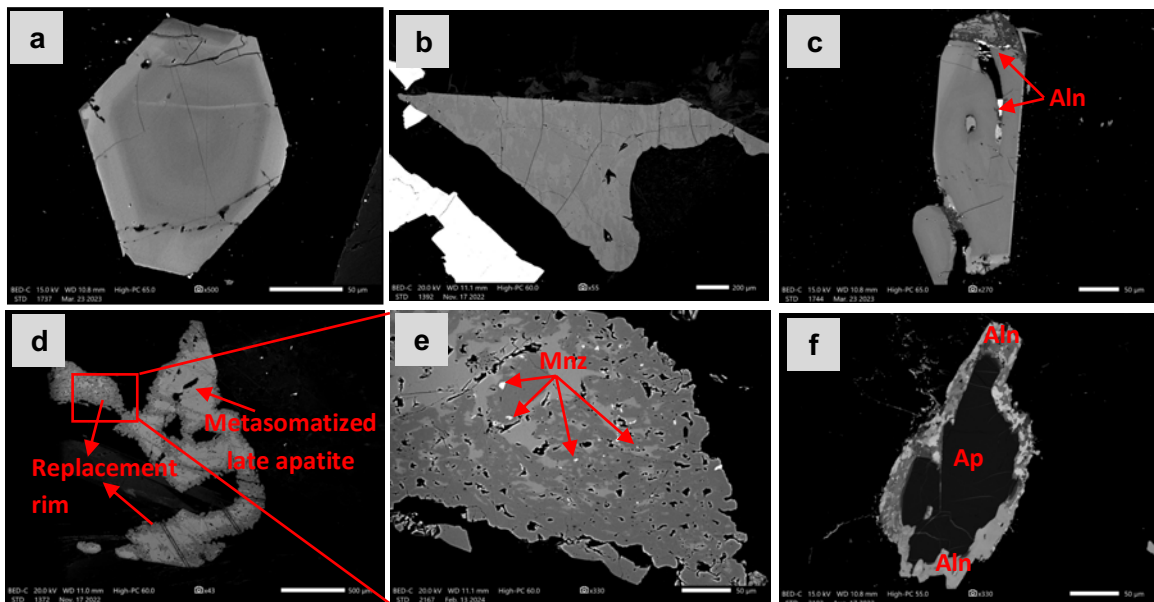 a
BED-C 15.0 kV WD 10.8 mm High-PC 65.0 x500 50 µm
STD 1737 Mar. 23 2023
b
BED-C 20.0 kV WD 11.1 mm High-PC 60.0 x55 200 µm
STD 1392 Nov. 17 2022
c
Aln
BED-C 15.0 kV WD 10.8 mm High-PC 65.0 x270 50 µm
STD 1744 Mar. 23 2023
d
Metasomatized
late apatite
Replacement
rim
BED-C 20.0 kV WD 11.0 mm High-PC 60.0 x43 500 µm
STD 1372 Nov. 17 2022
e
Mnz
BED-C 20.0 kV WD 11.1 mm High-PC 60.0 x330 50 µm
STD 2167 Feb. 13 2024
f
Aln
Ap
Aln
BED-C 15.0 kV WD 10.8 mm High-PC 55.0 x330 50 µm
STD